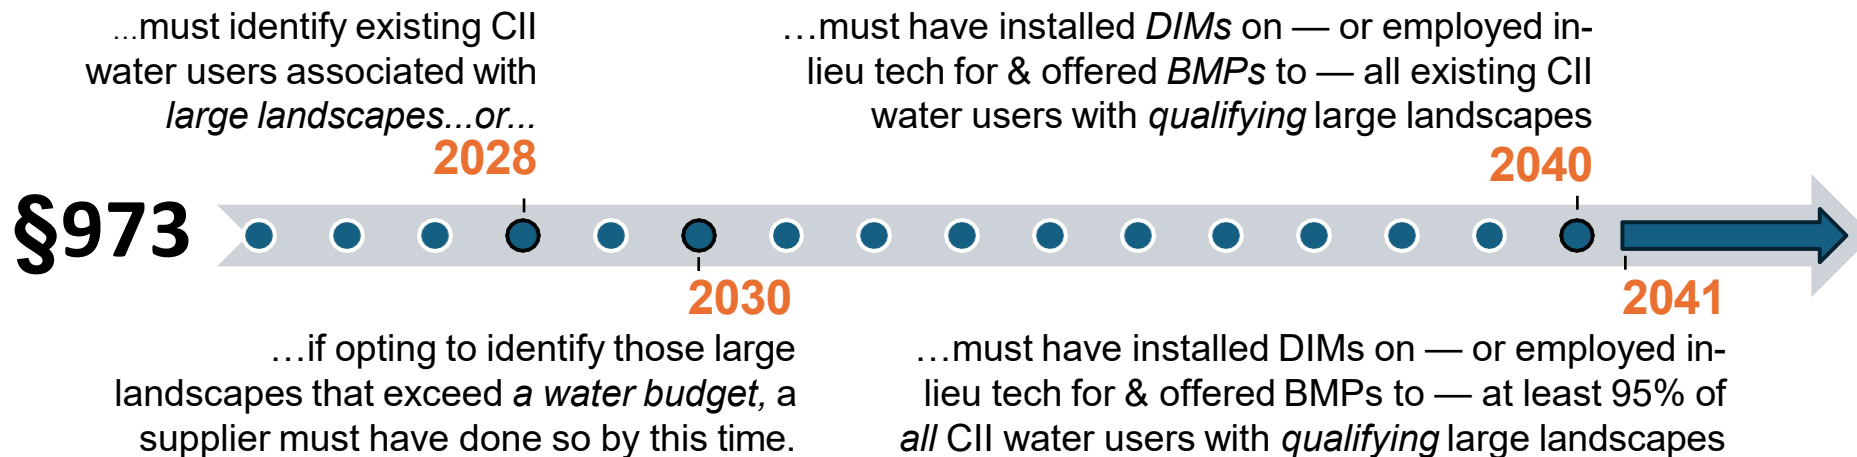 ...must identify existing CII
water users associated with
large landscapes...or...
2028
…must have installed DIMs on — or employed in-
lieu tech for & offered BMPs to — all existing CII
water users with qualifying large landscapes
2040
§973
2030
…if opting to identify those large
landscapes that exceed a water budget, a
supplier must have done so by this time.
2041
…must have installed DIMs on — or employed in-
lieu tech for & offered BMPs to — at least 95% of
all CII water users with qualifying large landscapes